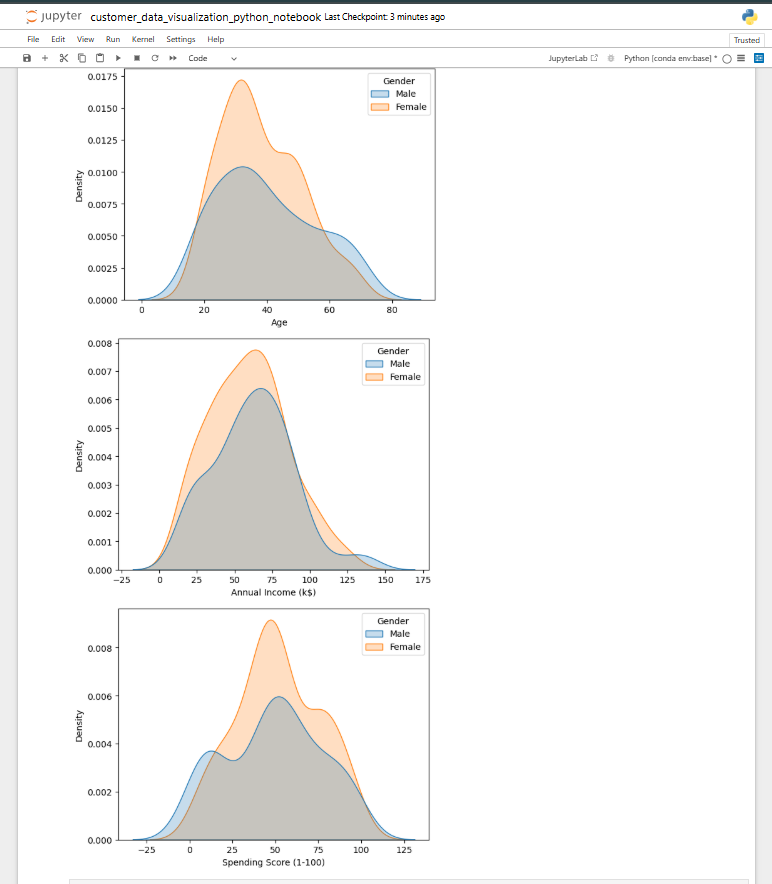 jupyter customer_data_visualization_python_notebook Last Checkpoint: 3 minutes ago
File Edit View Run Kernel Settings Help Trusted
Code JupyterLab Python [conda env:base] *
Gender
Male
Female
0.0175
0.0150
0.0125
0.0100
0.0075
0.0050
0.0025
0.0000
Density
0 20 40 60 80
Age
Gender
Male
Female
0.008
0.007
0.006
0.005
0.004
0.003
0.002
0.001
0.000
Density
−25 0 25 50 75 100 125 150 175
Annual Income (k$)
Gender
Male
Female
0.008
0.006
0.004
0.002
0.000
Density
−25 0 25 50 75 100 125
Spending Score (1-100)